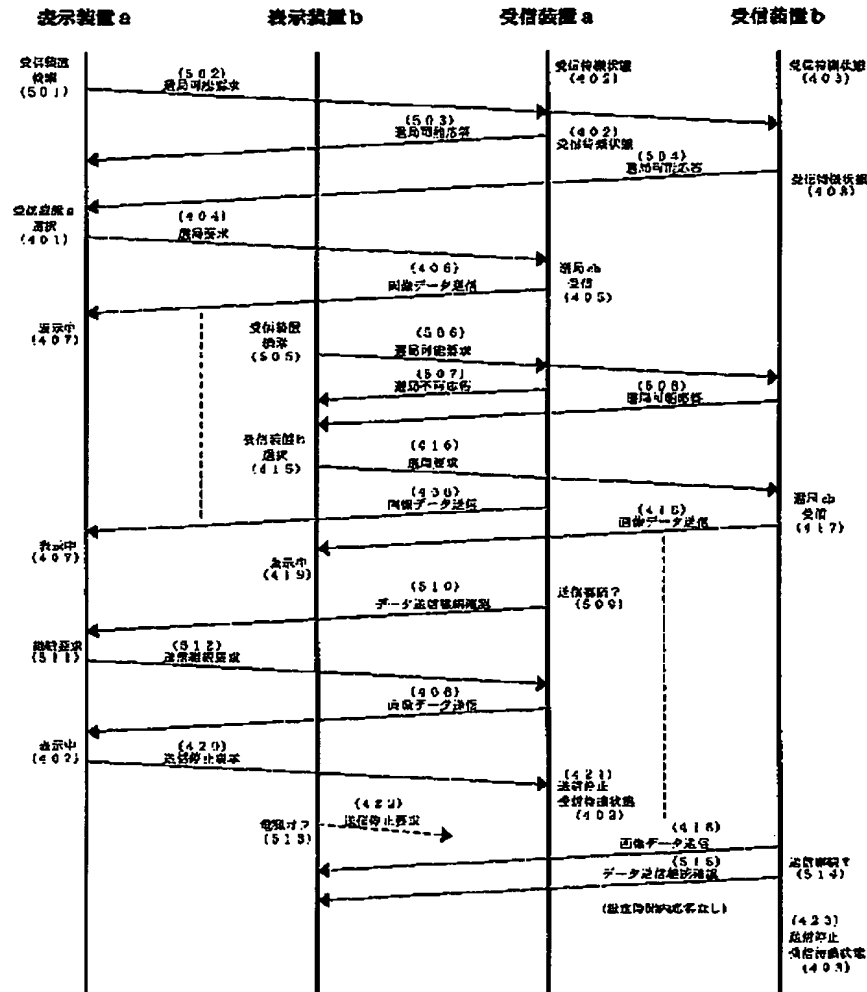 表示装置a 表示装置b 受信装置a 受信装置b
受信装置
検索
(501)
(502)
選局可能要求
受信待機状態
(402)
受信待機状態
(403)
(503)
選局可能応答
(402)
受信待機状態
(504)
選局可能応答
受信待機状態
(403)
受信装置a
選択
(401)
(404)
選局要求
(406)
画像データ送信
選局ch
受信
(405)
表示中
(407)
受信装置
検索
(505)
(506)
選局可能要求
(507)
選局不可応答
(508)
選局可能応答
受信装置b
選択
(415)
(416)
選局要求
(406)
画像データ送信
(418)
画像データ送信
選局ch
受信
(417)
表示中
(407)
表示中
(419)
(510)
データ送信継続確認
送信継続?
(509)
継続要求
(511)
(512)
送信継続要求
(406)
画像データ送信
表示中
(407)
(420)
送信停止要求
(421)
送信停止
受信待機状態
(402)
電源オフ
(513)
(422)
送信停止要求
(418)
画像データ送信
(515)
データ送信継続確認
送信継続?
(514)
(設定時間内応答なし)
(423)
送信停止
受信待機状態
(403)